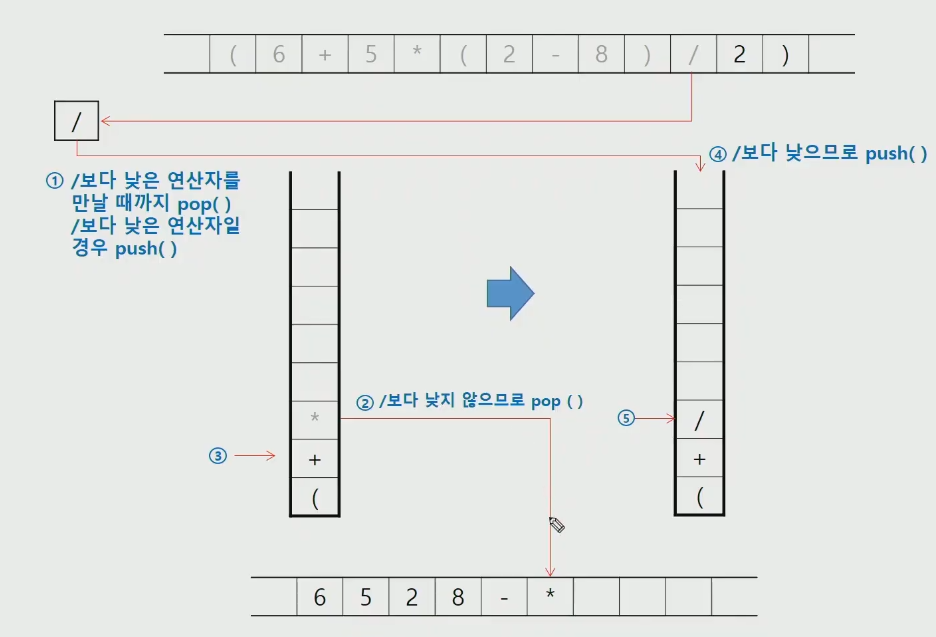 ( 6 + 5 * ( 2 - 8 ) / 2 )
/
④ /보다 낮으므로 push( )
① /보다 낮은 연산자를
만날 때까지 pop( )
/보다 낮은 연산자일
경우 push( )
② /보다 낮지 않으므로 pop ( )
*
③
+
(
⑤
/
+
(
6 5 2 8 - *